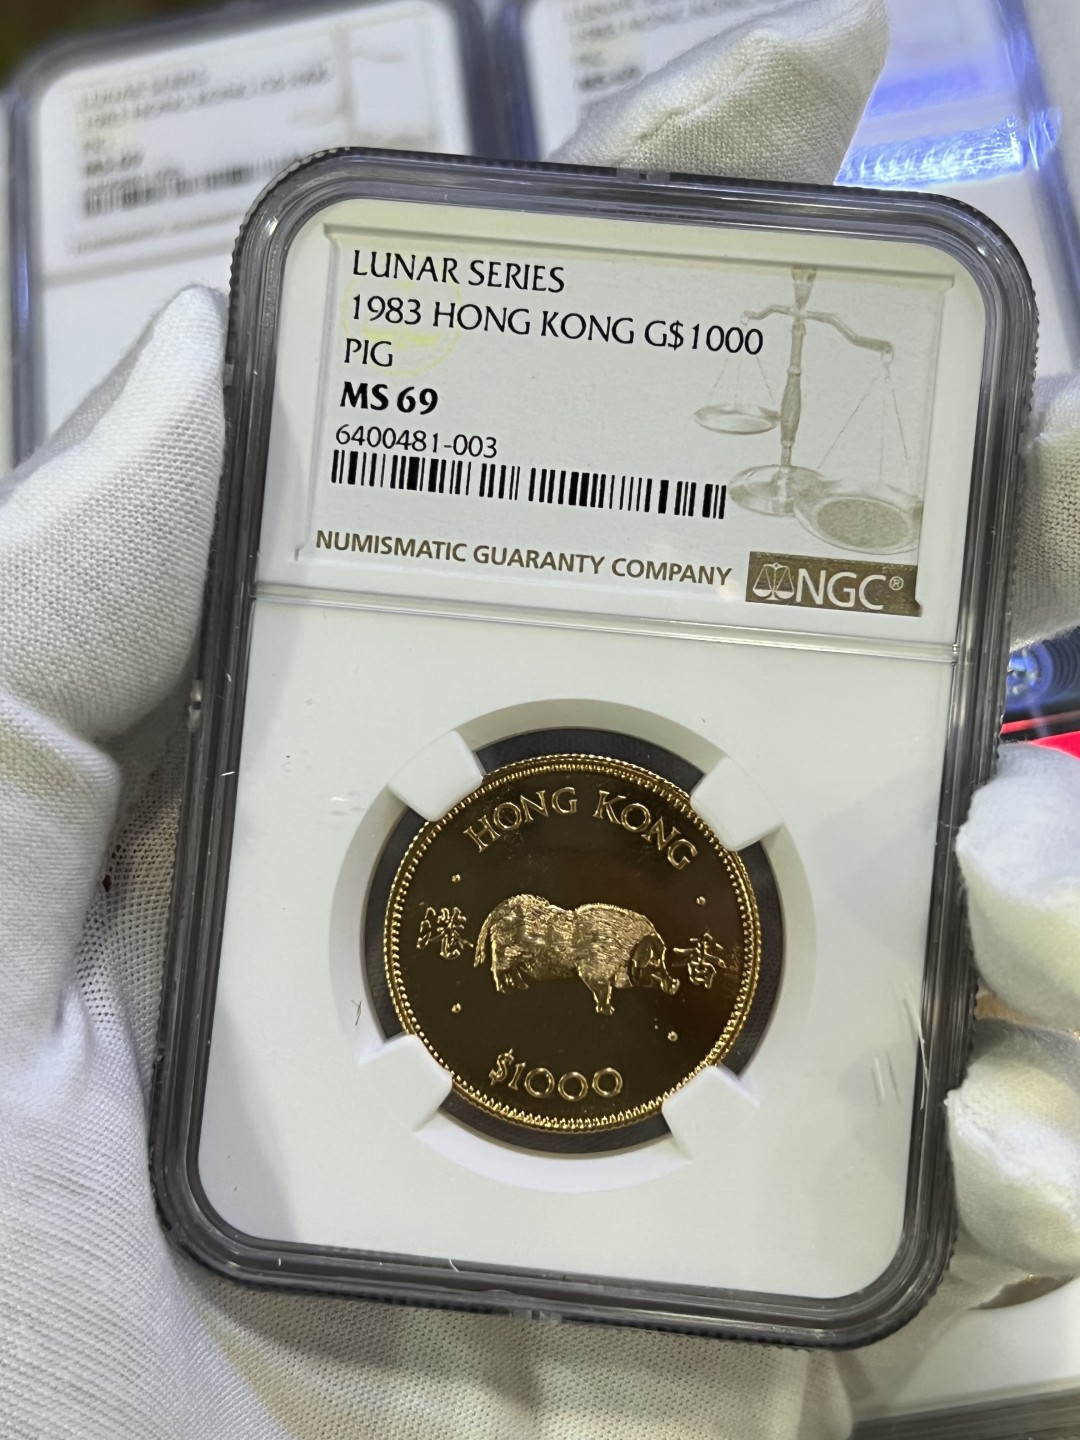 LUNAR SERIES
1983 HONG KONG G$1000
PIG
MS 69
6400481-003
NUMISMATIC GUARANTY COMPANY NGC®
HONG KONG
港 香
$1000